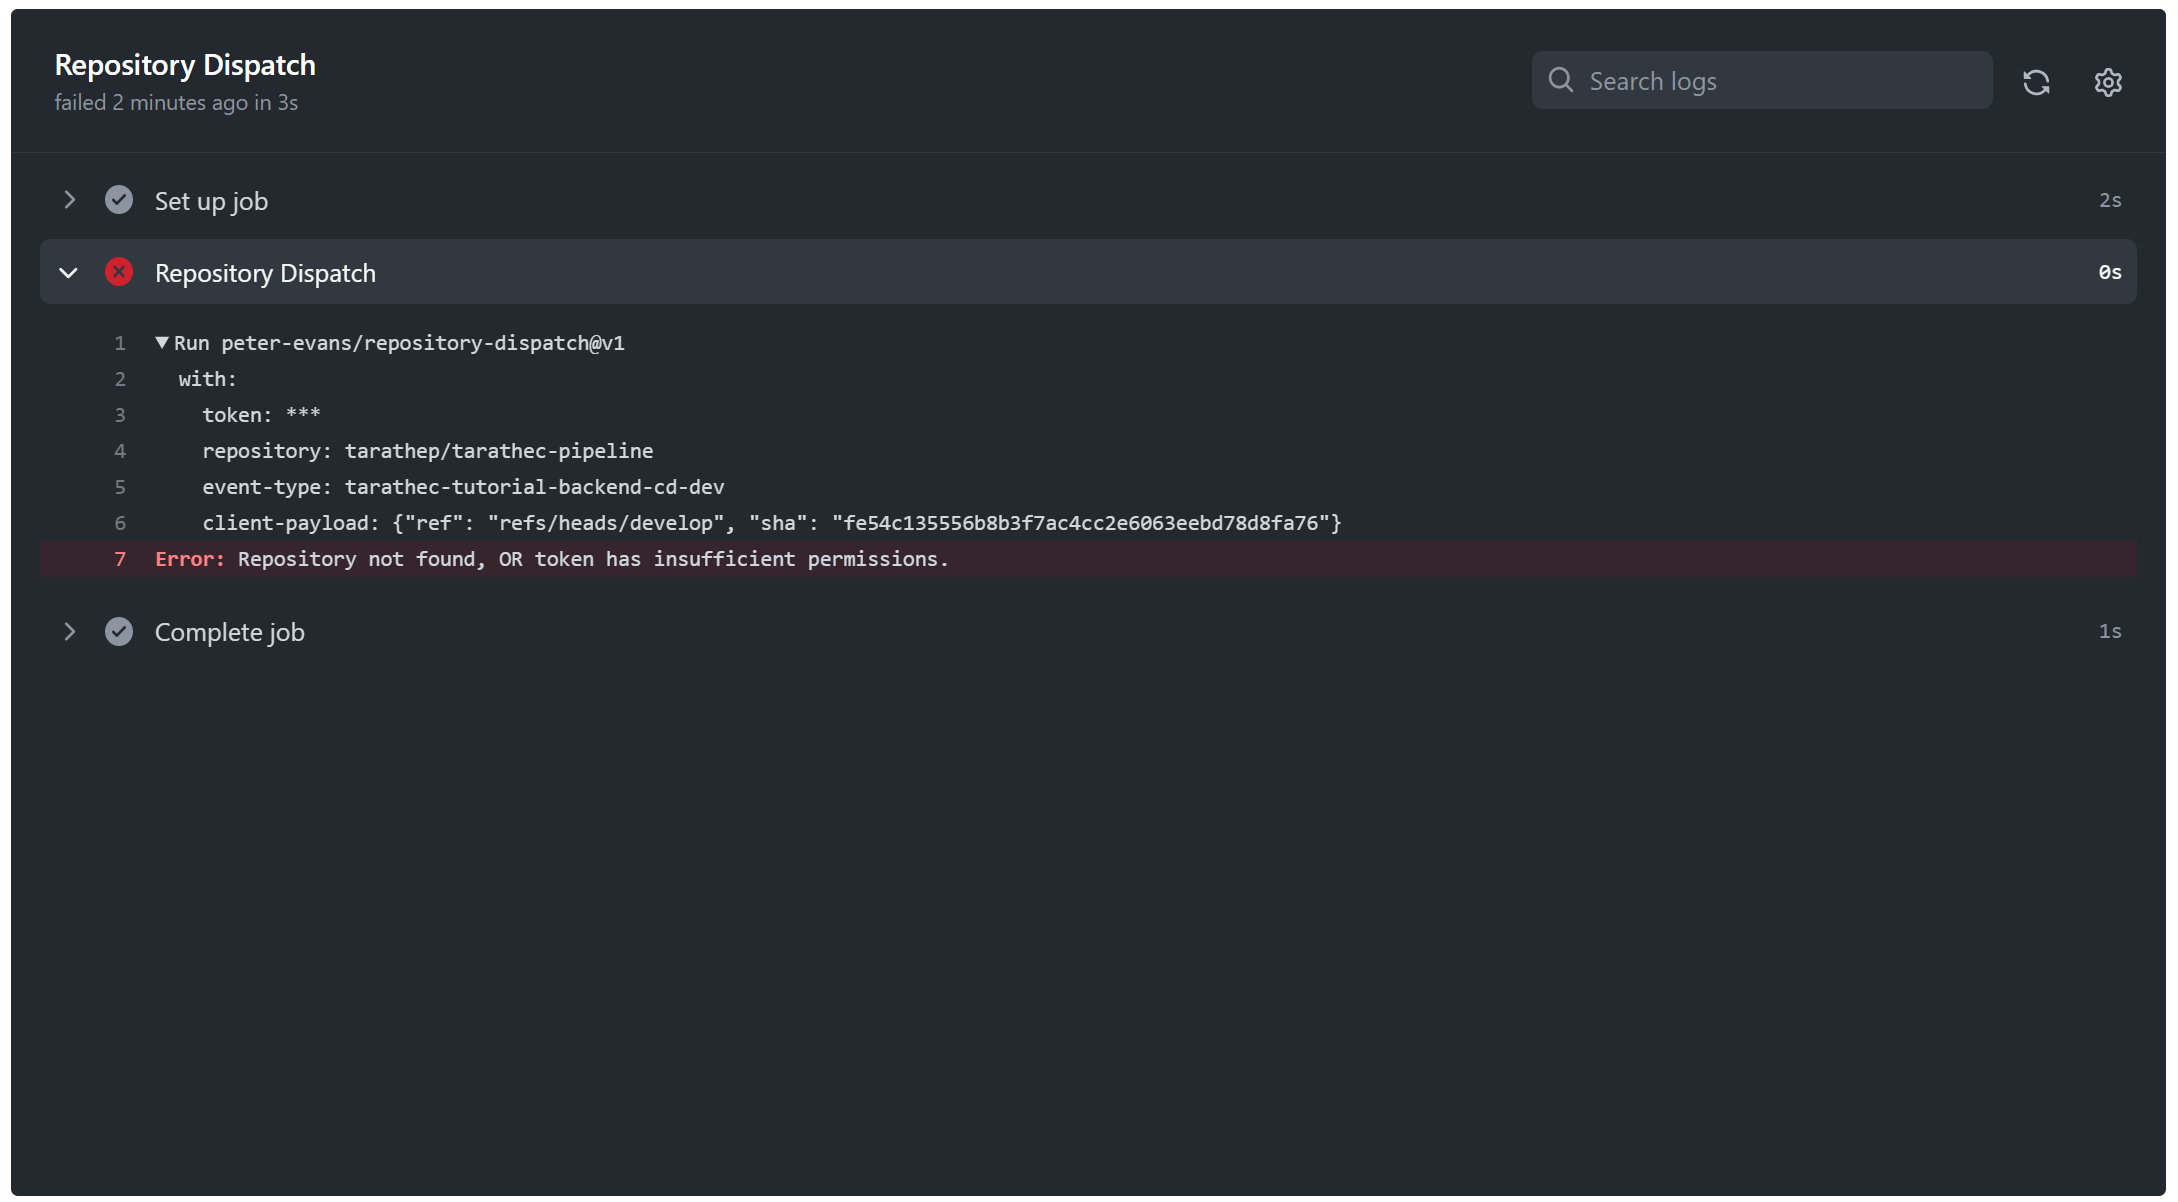 Repository Dispatch
failed 2 minutes ago in 3s
Search logs
Set up job 2s
Repository Dispatch 0s
1 ▼Run peter-evans/repository-dispatch@v1
2 with:
3 token: ***
4 repository: tarathep/tarathec-pipeline
5 event-type: tarathec-tutorial-backend-cd-dev
6 client-payload: {"ref": "refs/heads/develop", "sha": "fe54c135556b8b3f7ac4cc2e6063eebd78d8fa76"}
7 Error: Repository not found, OR token has insufficient permissions.
Complete job 1s